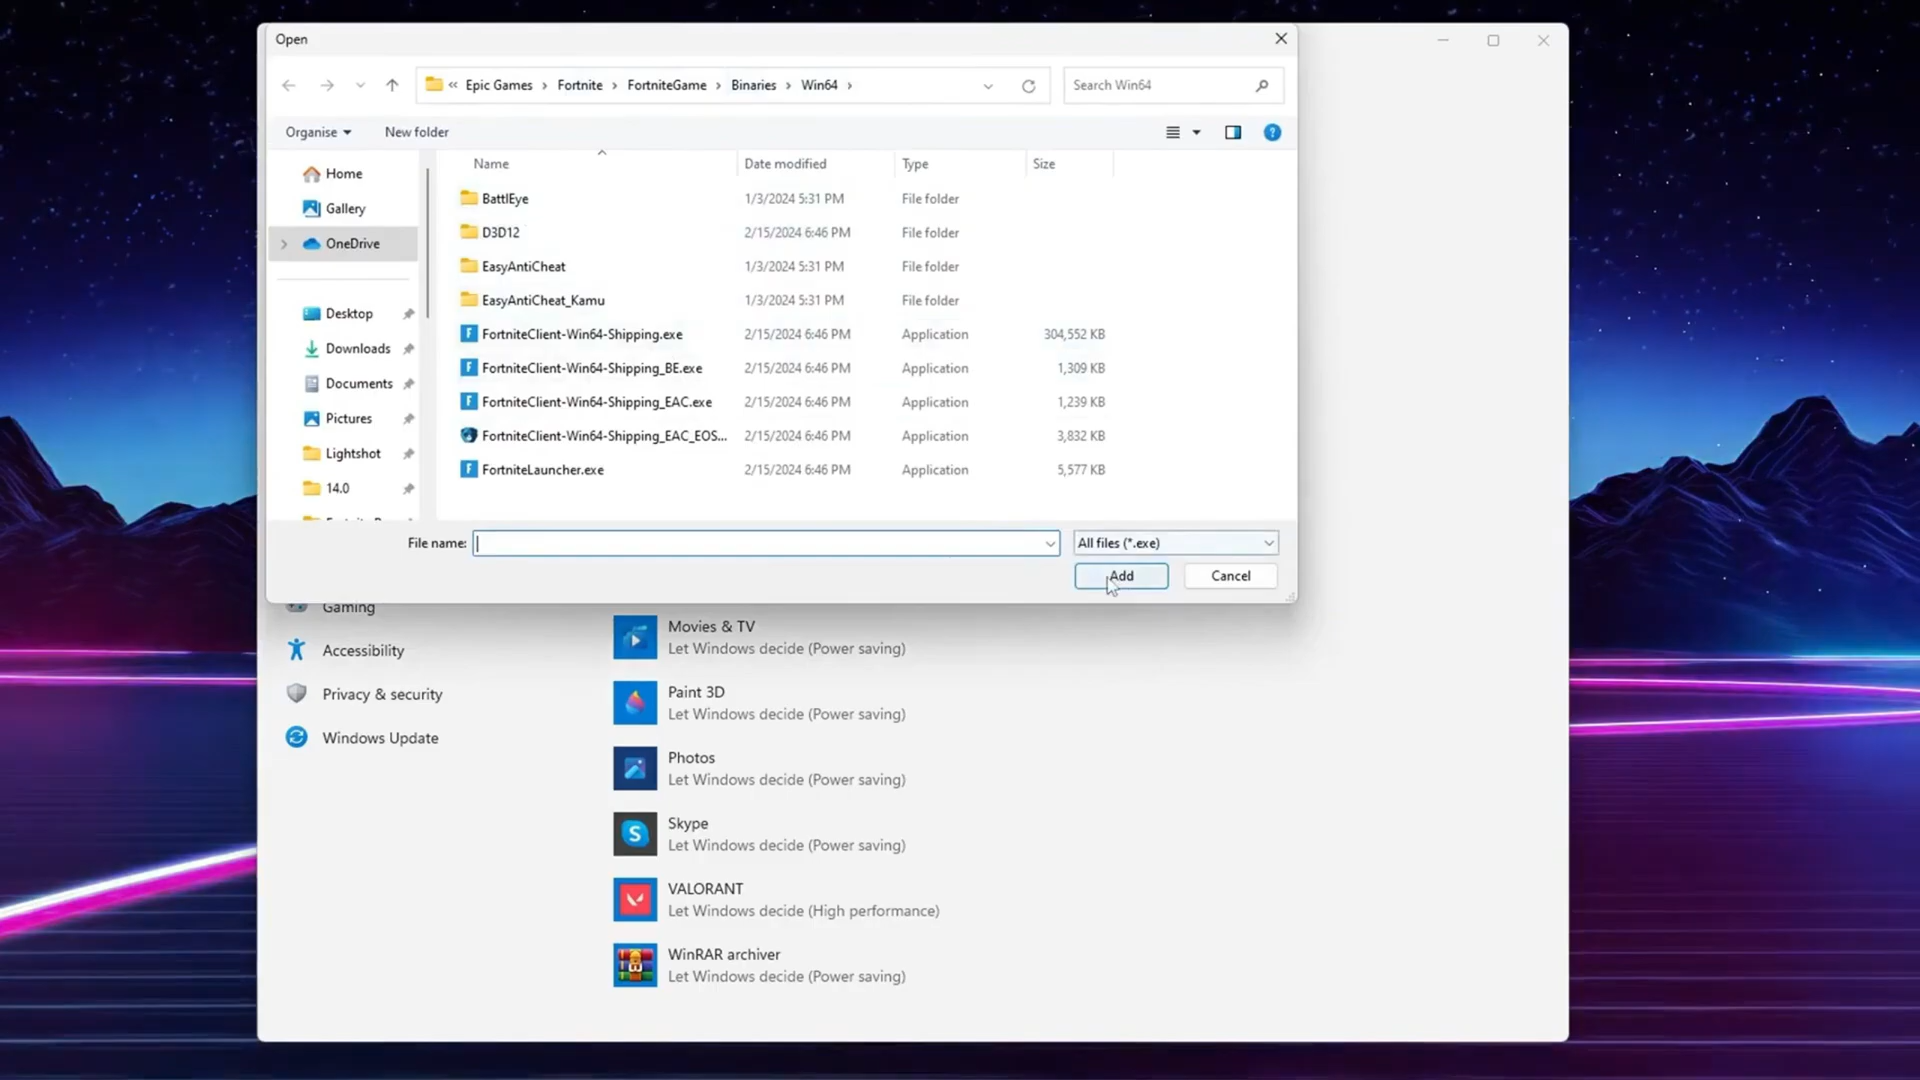 Open
« Epic Games › Fortnite › FortniteGame › Binaries › Win64 ›
Search Win64
Organise
New folder
Name
Date modified
Type
Size
Home
Gallery
OneDrive
Desktop
Downloads
Documents
Pictures
Lightshot
14.0
BattlEye 1/3/2024 5:31 PM File folder
D3D12 2/15/2024 6:46 PM File folder
EasyAntiCheat 1/3/2024 5:31 PM File folder
EasyAntiCheat_Kamu 1/3/2024 5:31 PM File folder
FortniteClient-Win64-Shipping.exe 2/15/2024 6:46 PM Application 304,552 KB
FortniteClient-Win64-Shipping_BE.exe 2/15/2024 6:46 PM Application 1,309 KB
FortniteClient-Win64-Shipping_EAC.exe 2/15/2024 6:46 PM Application 1,239 KB
FortniteClient-Win64-Shipping_EAC_EOS... 2/15/2024 6:46 PM Application 3,832 KB
FortniteLauncher.exe 2/15/2024 6:46 PM Application 5,577 KB
File name:
All files (*.exe)
Add
Cancel
Gaming
Accessibility
Privacy & security
Windows Update
Movies & TV
Let Windows decide (Power saving)
Paint 3D
Let Windows decide (Power saving)
Photos
Let Windows decide (Power saving)
Skype
Let Windows decide (Power saving)
VALORANT
Let Windows decide (High performance)
WinRAR archiver
Let Windows decide (Power saving)